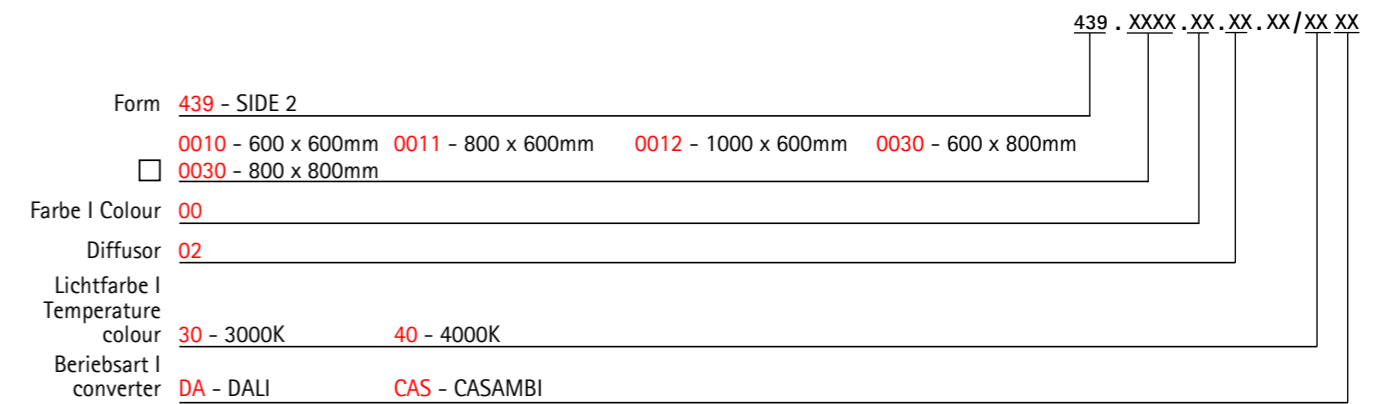 439 . XXXX .XX .XX . XX/XX XX
Form 439 - SIDE 2
0010 - 600 x 600mm 0011 - 800 x 600mm 0012 - 1000 x 600mm 0030 - 600 x 800mm
0030 - 800 x 800mm
Farbe I Colour 00
Diffusor 02
Lichtfarbe I
Temperature
colour 30 - 3000K 40 - 4000K
Beriebsart I
converter DA - DALI CAS - CASAMBI